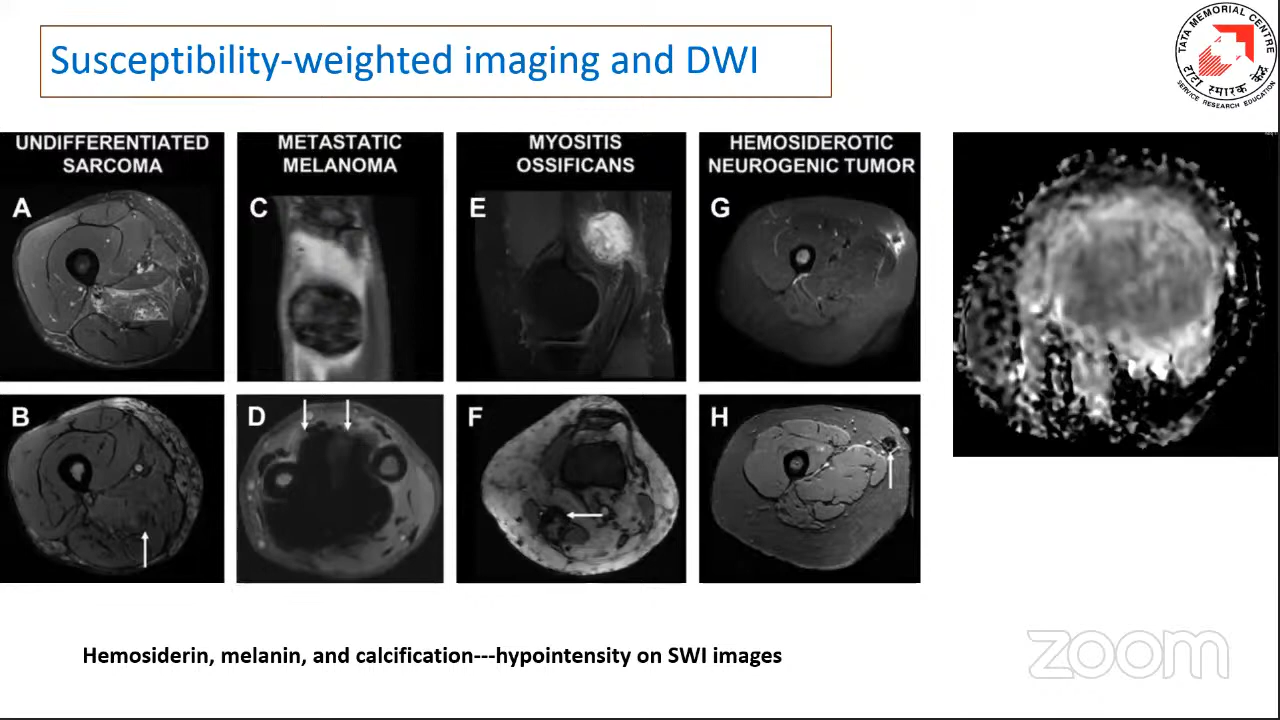 Susceptibility-weighted imaging and DWI
TATA MEMORIAL CENTRE
टाटा स्मारक केंद्र
SERVICE RESEARCH EDUCATION
UNDIFFERENTIATED
SARCOMA
METASTATIC
MELANOMA
MYOSITIS
OSSIFICANS
HEMOSIDEROTIC
NEUROGENIC TUMOR
A
C
E
G
B
D
F
H
Hemosiderin, melanin, and calcification---hypointensity on SWI images
zoom